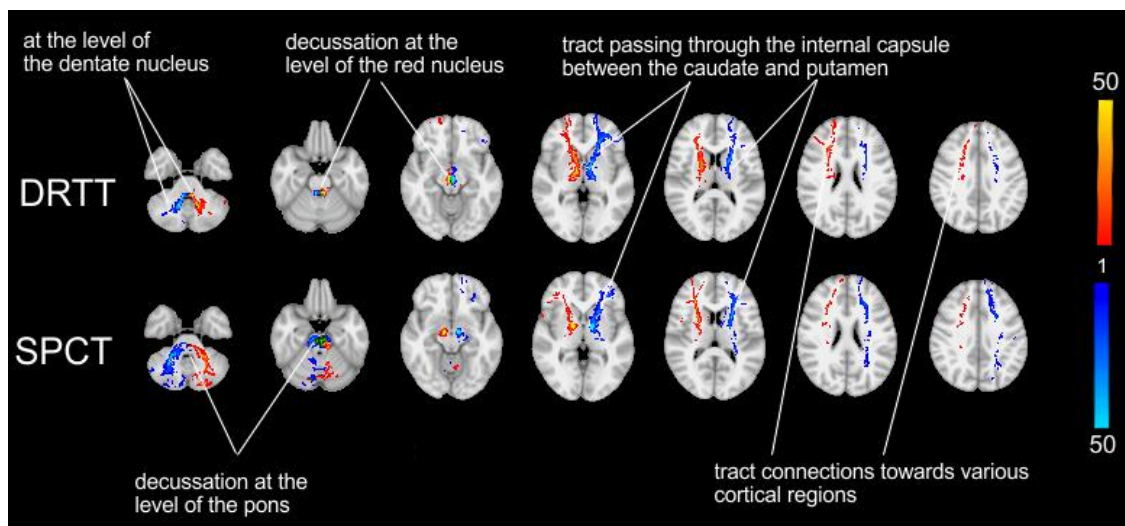 at the level of
the dentate nucleus
decussation at the
level of the red nucleus
tract passing through the internal capsule
between the caudate and putamen
50
DRTT
1
SPCT
50
decussation at the
level of the pons
tract connections towards various
cortical regions